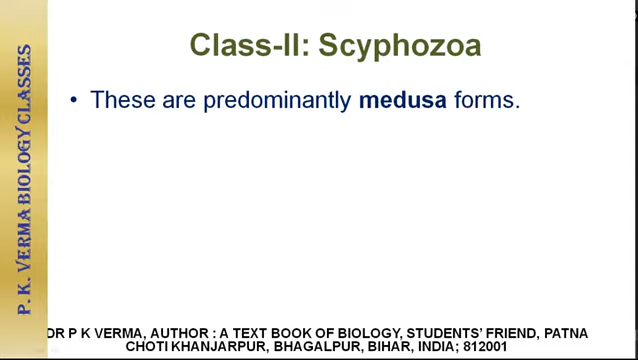 Class-II: Scyphozoa
• These are predominantly medusa forms.
P. K. VERMA BIOLOGY CLASSES
DR P K VERMA, AUTHOR : A TEXT BOOK OF BIOLOGY, STUDENTS' FRIEND, PATNA
CHOTI KHANJARPUR, BHAGALPUR, BIHAR, INDIA; 812001